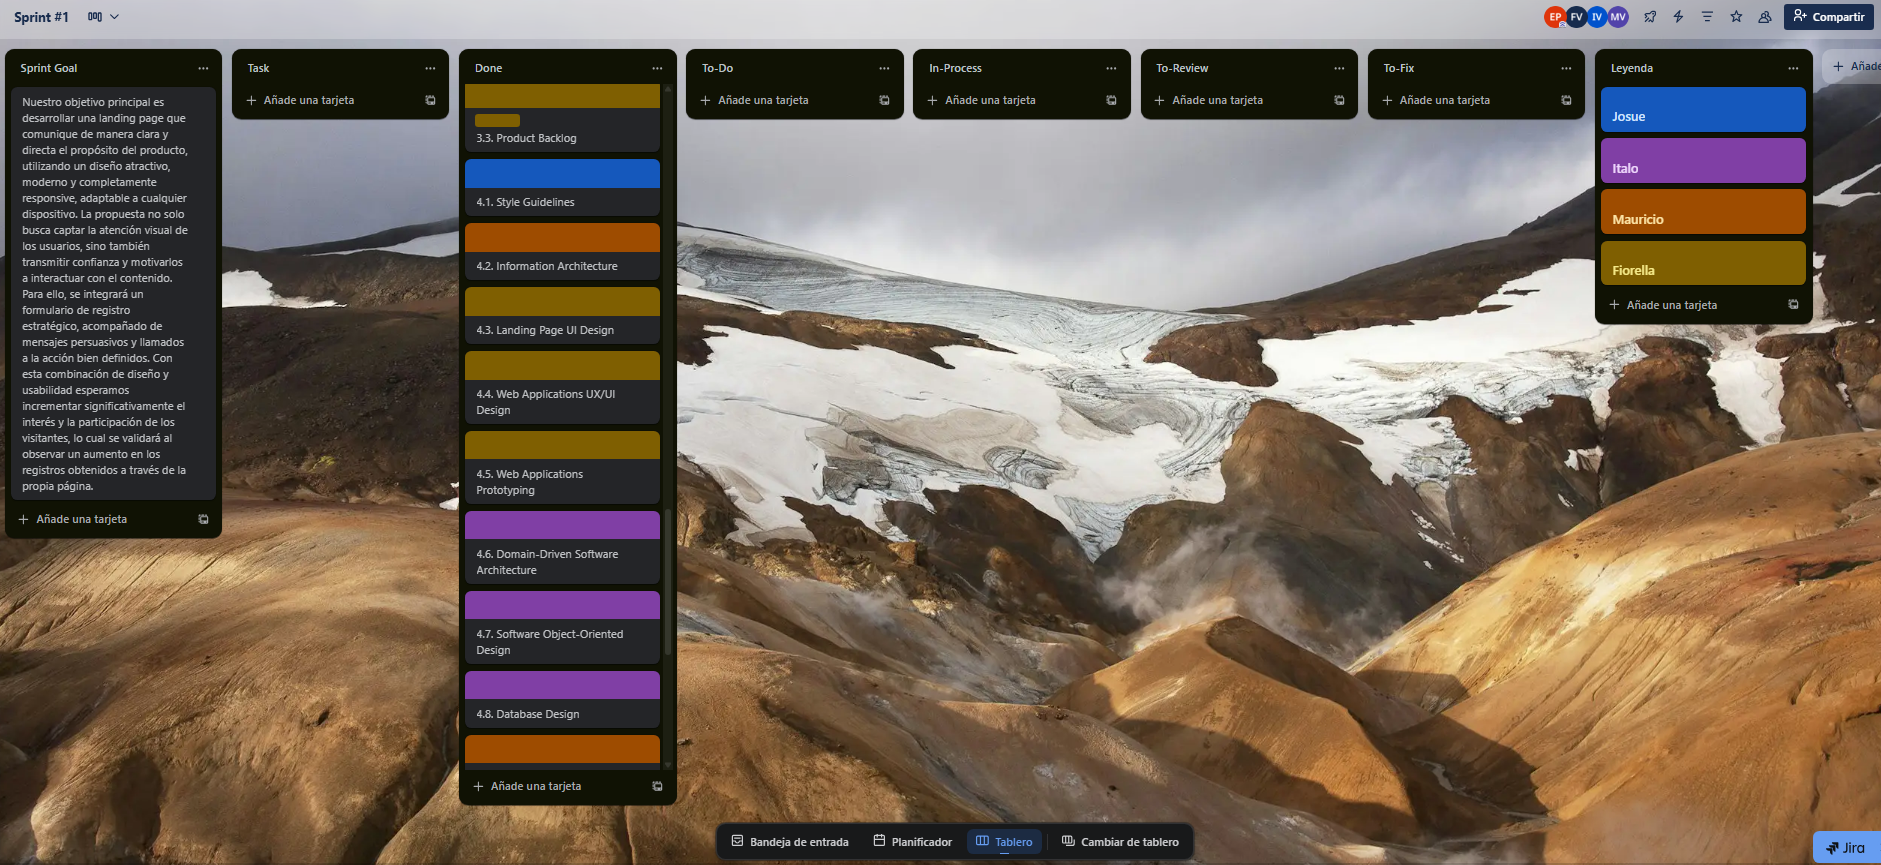 Sprint #1
EP
FV
IV
MV
Compartir
Sprint Goal
Nuestro objetivo principal es
desarrollar una landing page que
comunique de manera clara y
directa el propósito del producto,
utilizando un diseño atractivo,
moderno y completamente
responsive, adaptable a cualquier
dispositivo. La propuesta no solo
busca captar la atención visual de
los usuarios, sino también
transmitir confianza y motivarlos
a interactuar con el contenido.
Para ello, se integrará un
formulario de registro
estratégico, acompañado de
mensajes persuasivos y llamados
a la acción bien definidos. Con
esta combinación de diseño y
usabilidad esperamos
incrementar significativamente el
interés y la participación de los
visitantes, lo cual se validará al
observar un aumento en los
registros obtenidos a través de la
propia página.
Añade una tarjeta
Task
Añade una tarjeta
Done
3.3. Product Backlog
4.1. Style Guidelines
4.2. Information Architecture
4.3. Landing Page UI Design
4.4. Web Applications UX/UI
Design
4.5. Web Applications
Prototyping
4.6. Domain-Driven Software
Architecture
4.7. Software Object-Oriented
Design
4.8. Database Design
Añade una tarjeta
To-Do
Añade una tarjeta
In-Process
Añade una tarjeta
To-Review
Añade una tarjeta
To-Fix
Añade una tarjeta
Leyenda
Josue
Italo
Mauricio
Fiorella
Añade una tarjeta
Añade
Bandeja de entrada
Planificador
Tablero
Cambiar de tablero
Jira